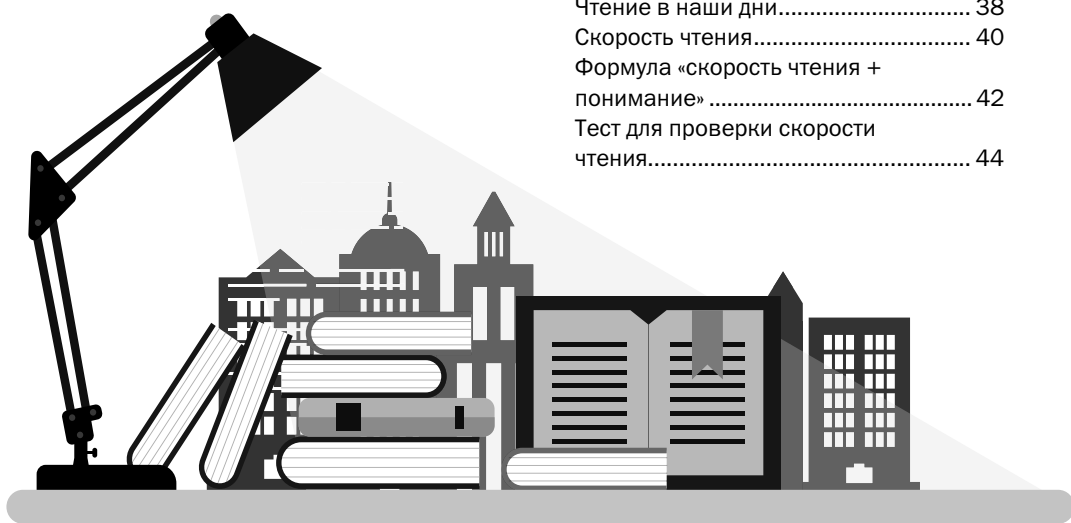 Чтение в наши дни................................ 38
Скорость чтения.................................... 40
Формула «скорость чтения +
понимание» ........................................... 42
Тест для проверки скорости
чтения..................................................... 44